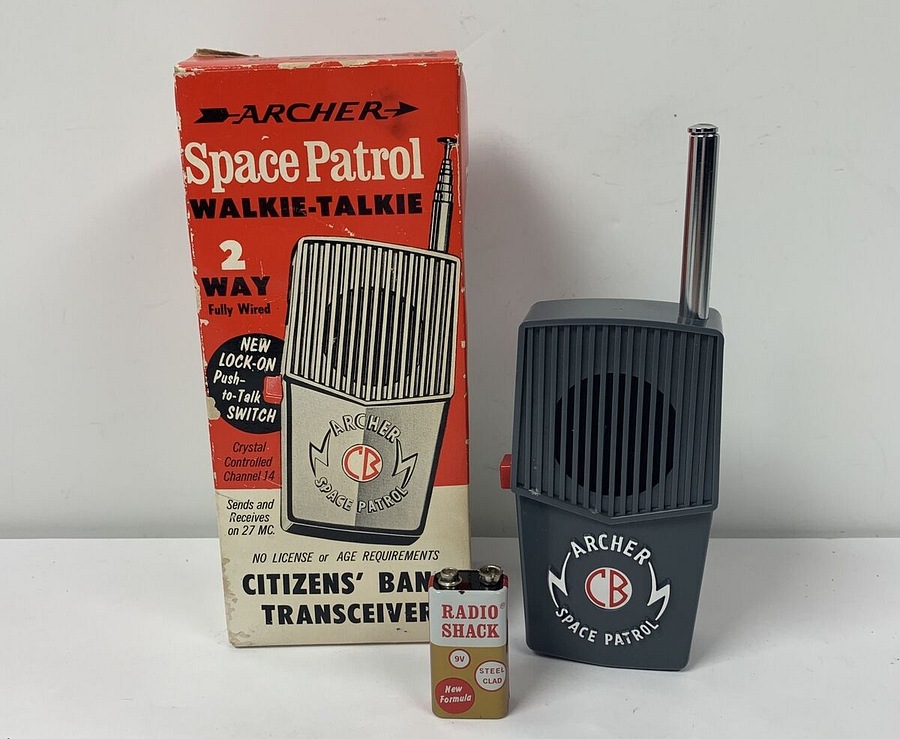 ARCHER
Space Patrol
WALKIE-TALKIE
2
WAY
Fully Wired
NEW
LOCK-ON
Push-
to-Talk
SWITCH
Crystal-
Controlled
Channel 14
Sends and
Receives
on 27 MC.
ARCHER
CB
SPACE PATROL
NO LICENSE or AGE REQUIREMENTS
CITIZENS' BAN
TRANSCEIVER
RADIO
SHACK
9V
STEEL
CLAD
New
Formula
ARCHER
CB
SPACE PATROL